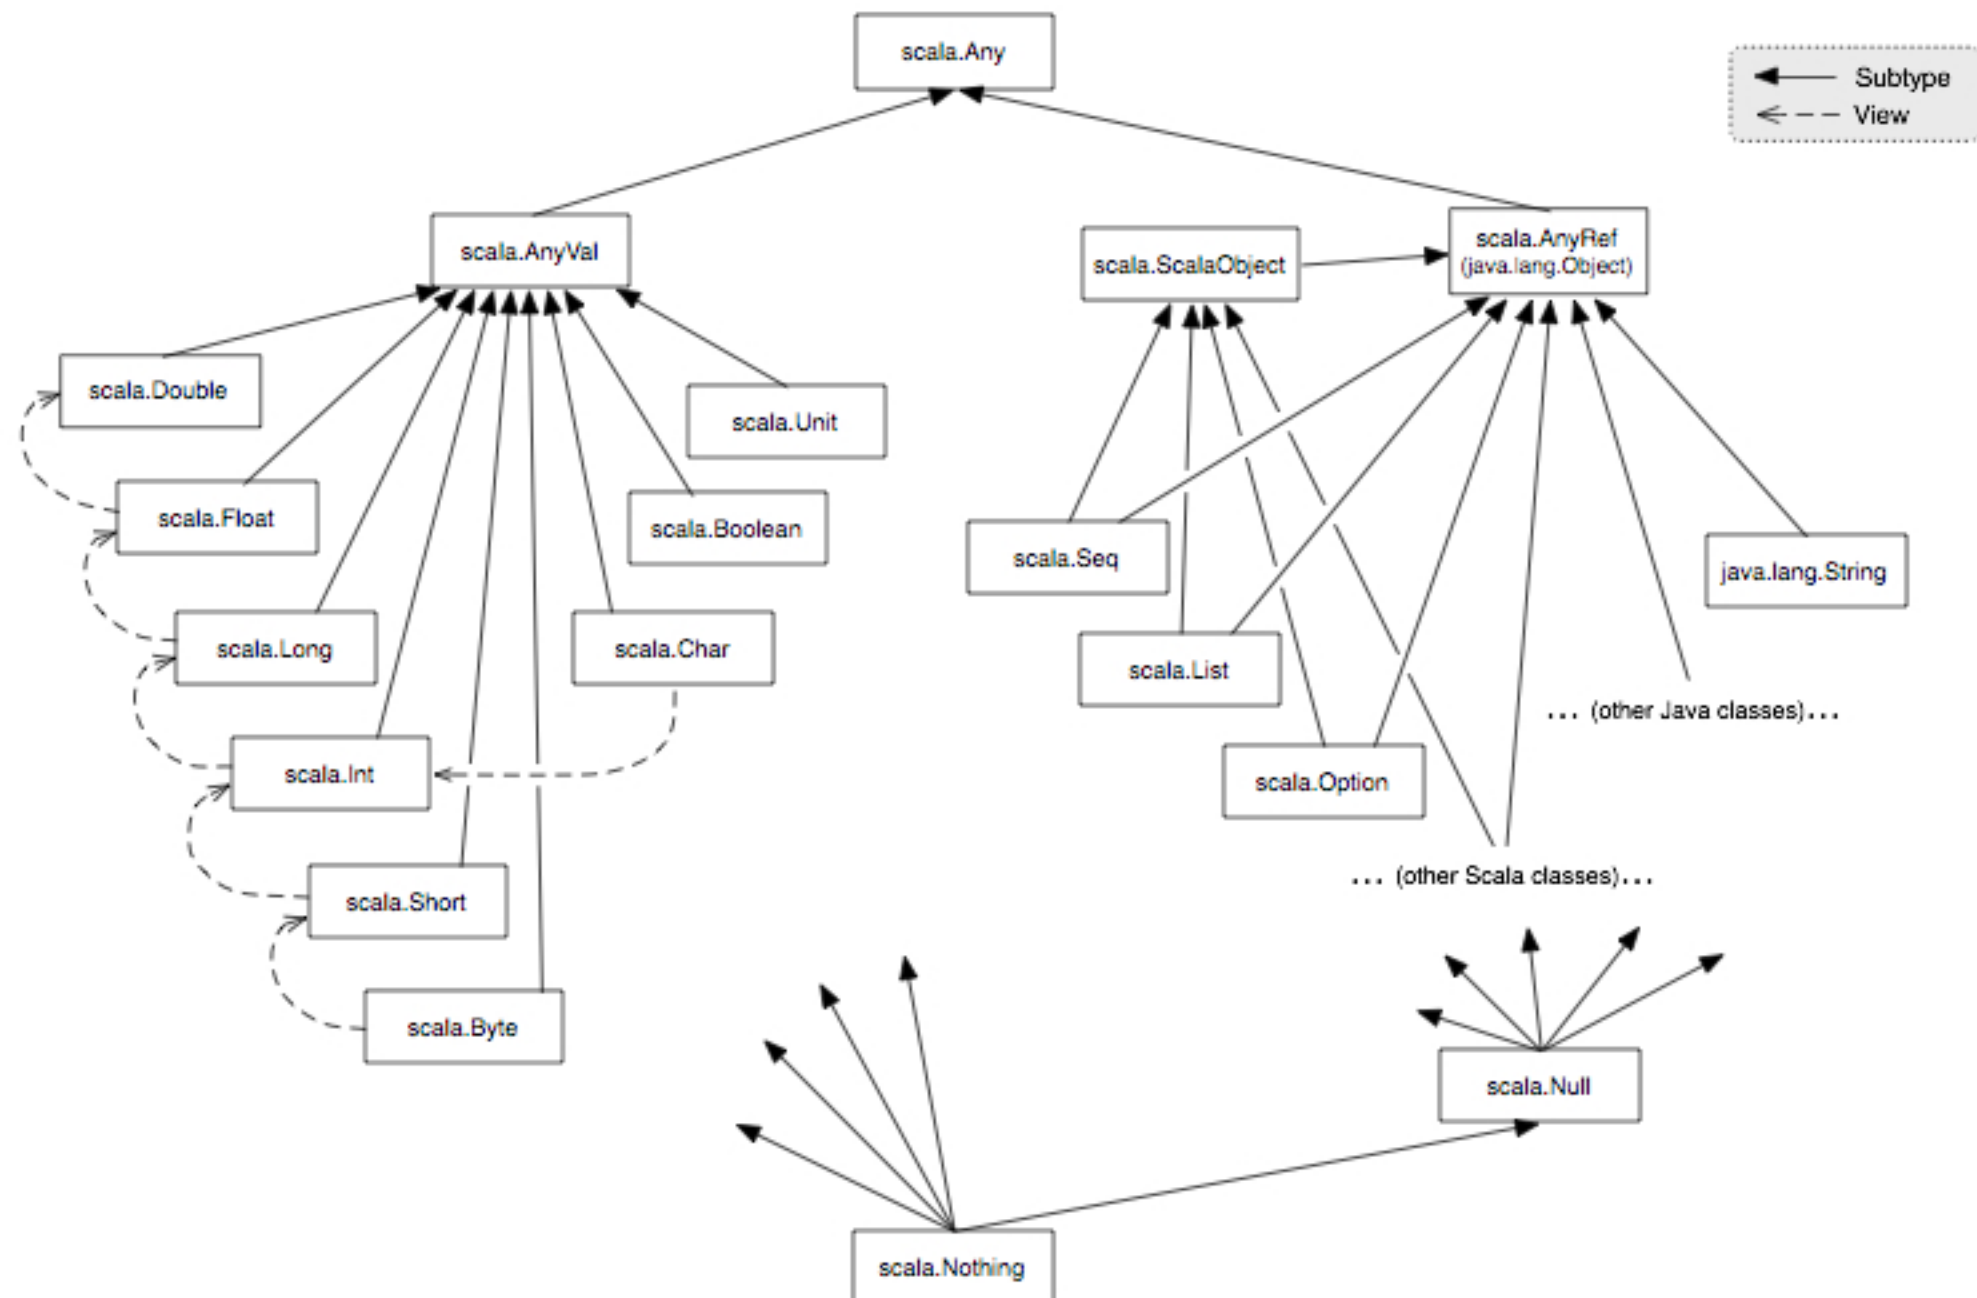 scala.Any
Subtype
View
scala.AnyVal
scala.ScalaObject
scala.AnyRef
(java.lang.Object)
scala.Double
scala.Unit
scala.Float
scala.Boolean
scala.Seq
java.lang.String
scala.Long
scala.Char
scala.List
... (other Java classes)...
scala.Int
scala.Option
... (other Scala classes)...
scala.Short
scala.Byte
scala.Null
scala.Nothing